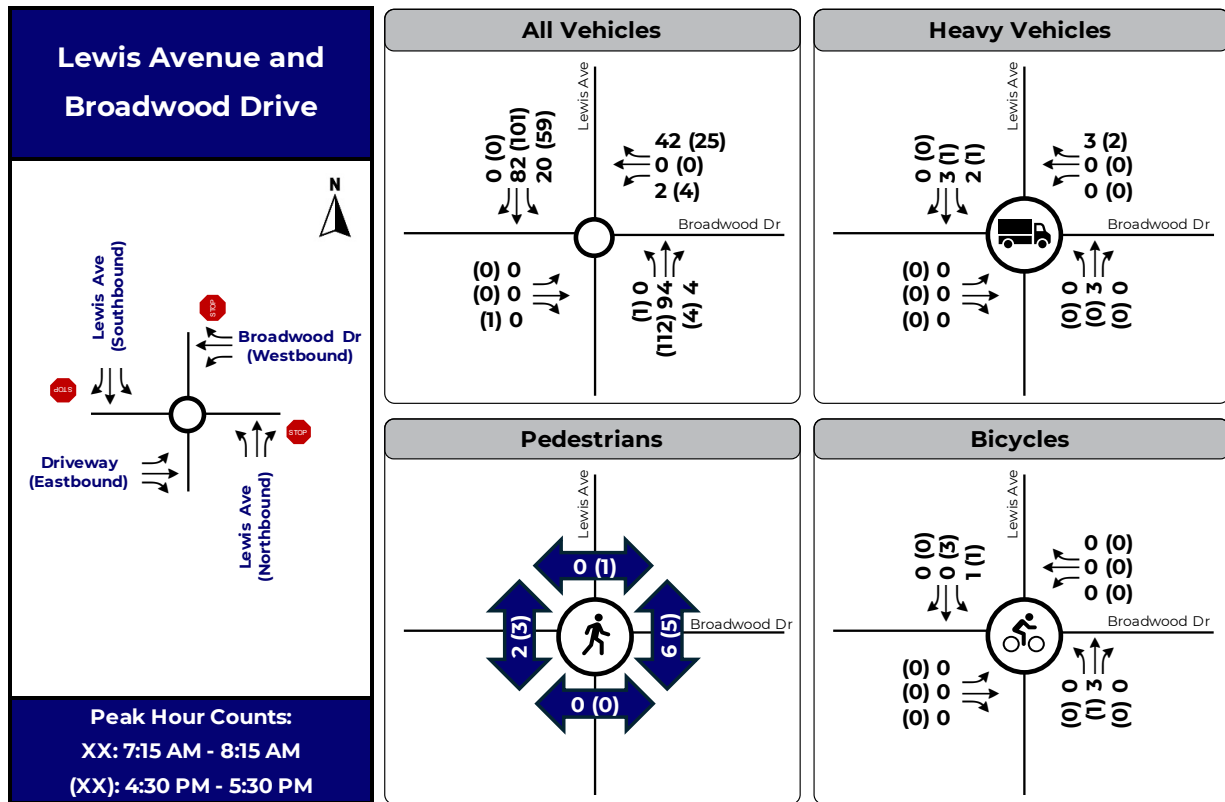 Lewis Avenue and
Broadwood Drive
N
Lewis Ave
(Southbound)
STOP
Broadwood Dr
(Westbound)
STOP
STOP
Driveway
(Eastbound)
Lewis Ave
(Northbound)
Peak Hour Counts:
XX: 7:15 AM - 8:15 AM
(XX): 4:30 PM - 5:30 PM
All Vehicles
Lewis Ave
0 (0)
82 (101)
20 (59)
42 (25)
0 (0)
2 (4)
Broadwood Dr
(0) 0
(0) 0
(1) 0
(1) 0
(112) 94
(4) 4
Heavy Vehicles
Lewis Ave
0 (0)
3 (1)
2 (1)
3 (2)
0 (0)
0 (0)
Broadwood Dr
(0) 0
(0) 0
(0) 0
(0) 0
(0) 3
(0) 0
Pedestrians
Lewis Ave
0 (1)
2 (3)
6 (5)
Broadwood Dr
0 (0)
Bicycles
Lewis Ave
0 (0)
0 (3)
1 (1)
0 (0)
0 (0)
0 (0)
Broadwood Dr
(0) 0
(0) 0
(0) 0
(0) 0
(1) 3
(0) 0